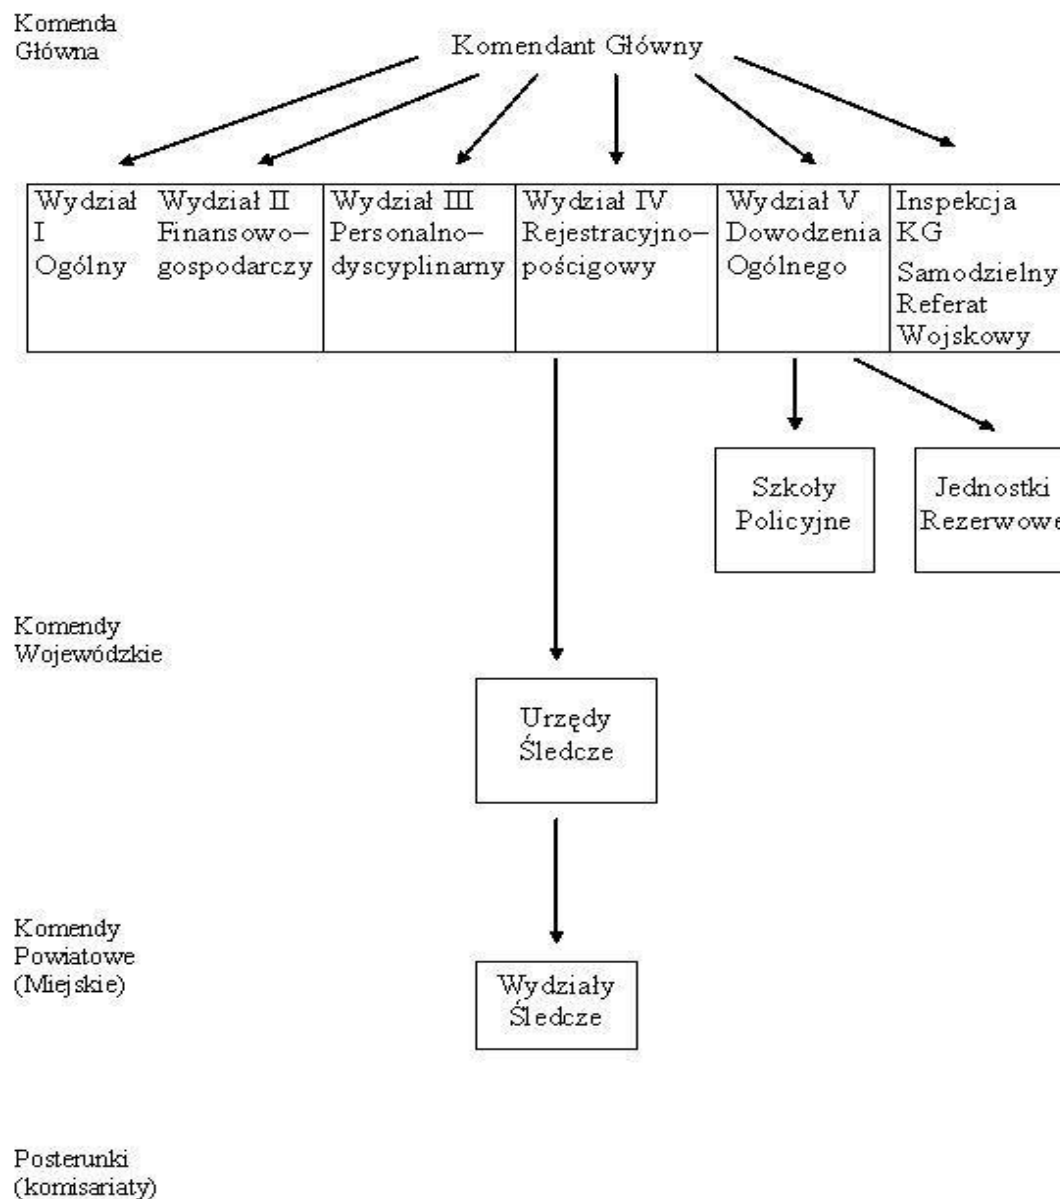 Komenda
Główna
Komendant Główny
Wydział
I
Ogólny
Wydział II
Finansowo–
gospodarczy
Wydział III
Personalno–
dyscyplinarny
Wydział IV
Rejestracyjno–
pościgowy
Wydział V
Dowodzenia
Ogólnego
Inspekcja
KG
Samodzielny
Referat
Wojskowy
Szkoły
Policyjne
Jednostki
Rezerwowe
Komendy
Wojewódzkie
Urzędy
Śledcze
Komendy
Powiatowe
(Miejskie)
Wydziały
Śledcze
Posterunki
(komisariaty)